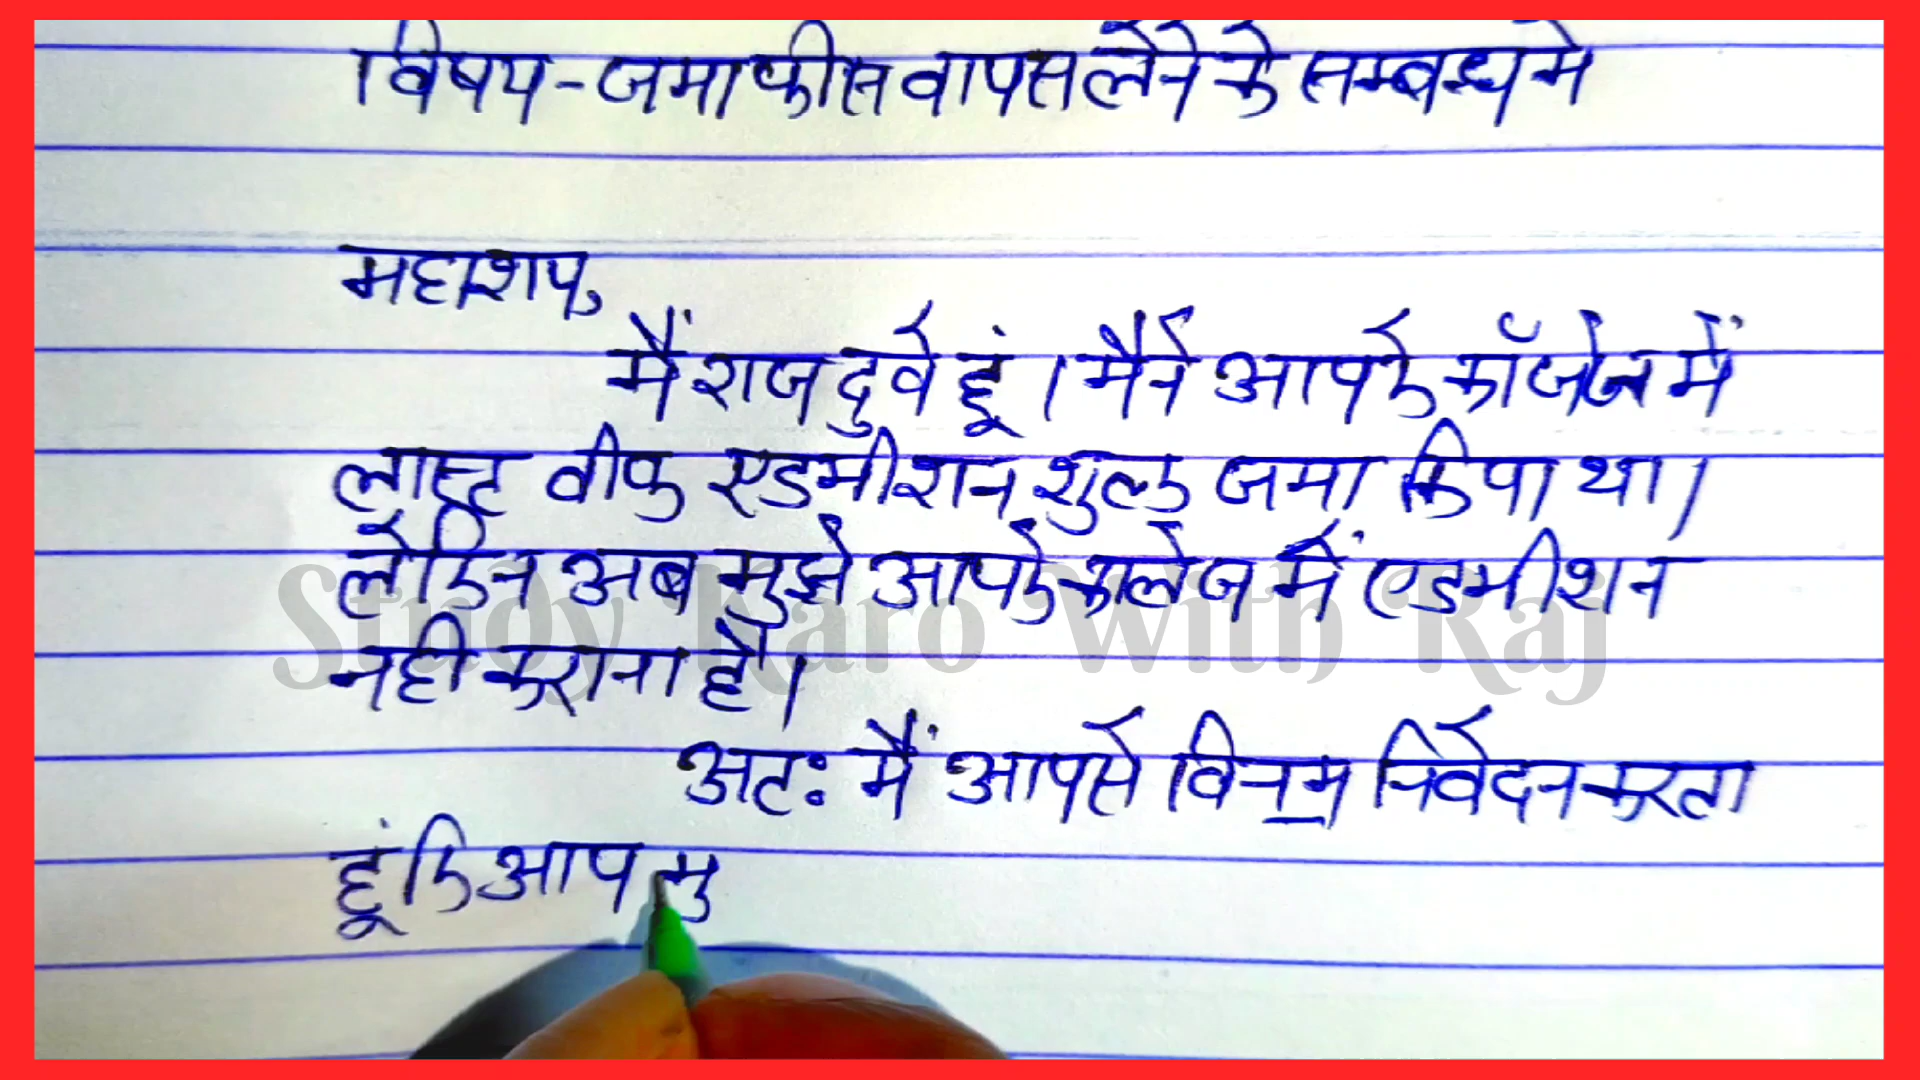 विषय - जमा फीस वापस लेने के सम्बन्ध मे
महाशय,
मैं राज दुवे हूं । मैने आपके कॉलेज में
लास्ट वीक एडमीशन शुल्क जमा किया था ।
लेकिन अब मुझे आपके कालेज में एडमीशन
नही कराना है ।
Study Karo With Raj
अतः मैं आपसे विनम्र निवेदन करता
हूं कि आप मु